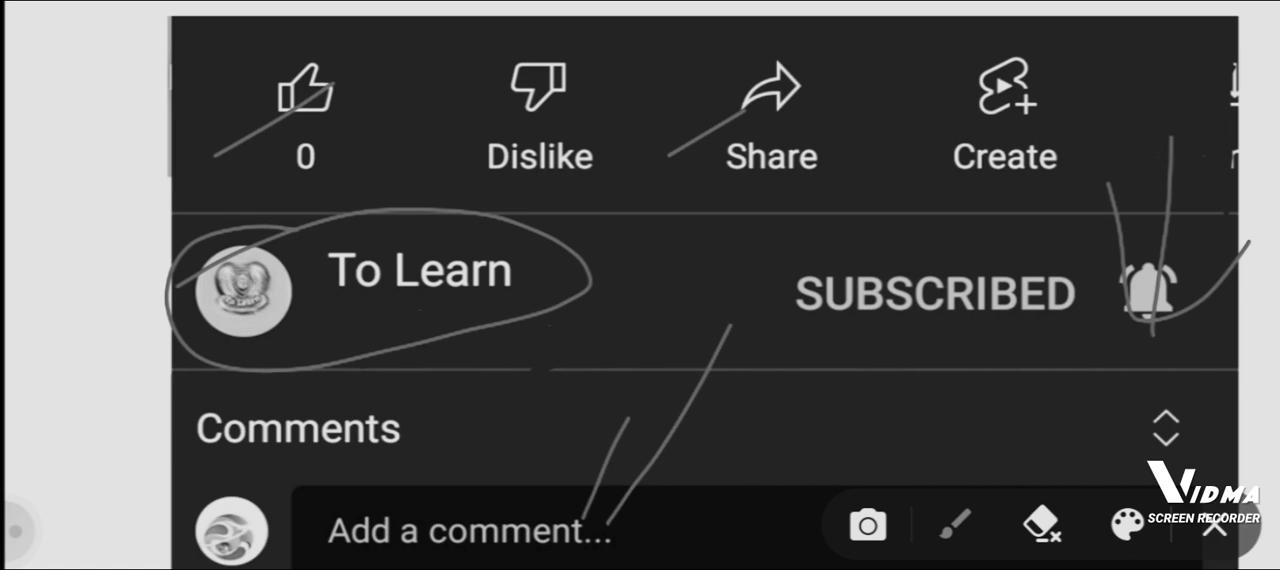 0
Dislike
Share
Create
To Learn
SUBSCRIBED
Comments
Add a comment...
VIDMA
SCREEN RECORDER